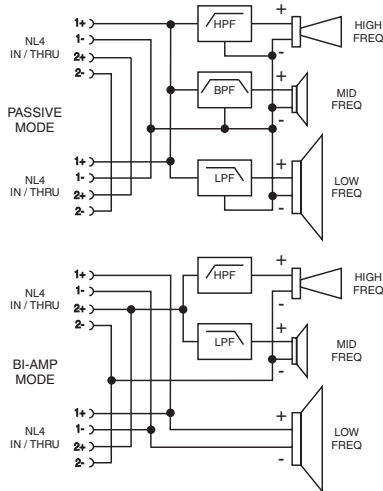 1+
1-
NL4
IN / THRU
2+
2-
PASSIVE
MODE
NL4
IN / THRU
1+
1-
2+
2-
HPF
BPF
LPF
+
-
HIGH
FREQ
+
-
MID
FREQ
+
-
LOW
FREQ
1+
1-
NL4
IN / THRU
2+
2-
BI-AMP
MODE
NL4
IN / THRU
1+
1-
2+
2-
HPF
LPF
+
-
HIGH
FREQ
+
-
MID
FREQ
+
-
LOW
FREQ